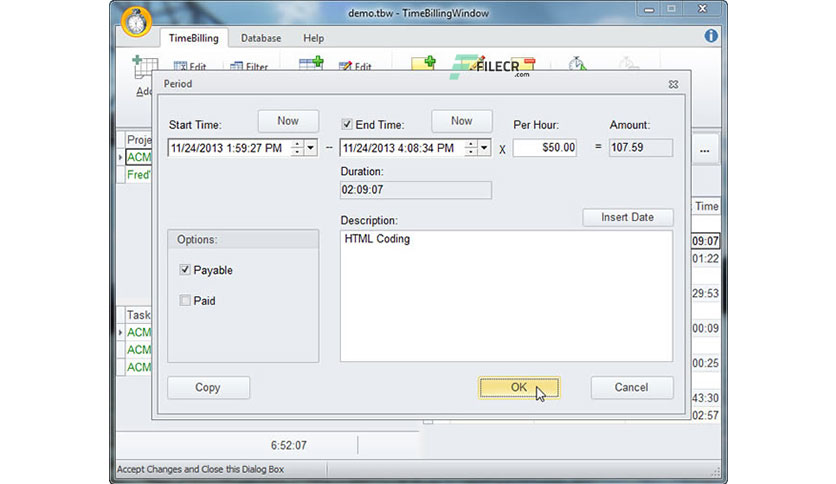 demo.tbw - TimeBillingWindow
TimeBilling Database Help
Edit Filter Edit
FILECR
.com
Add
Period
Start Time: Now End Time: Now Per Hour: Amount:
11/24/2013 1:59:27 PM -- 11/24/2013 4:08:34 PM X $50.00 = 107.59
...
Proje
ACM
Fred'
Duration:
02:09:07
Time
Description: Insert Date
Options:
HTML Coding
09:07
01:22
Payable
29:53
Paid
Task
ACM
00:09
ACM
ACM
00:25
Copy OK Cancel
43:30
02:57
6:52:07
Accept Changes and Close this Dialog Box